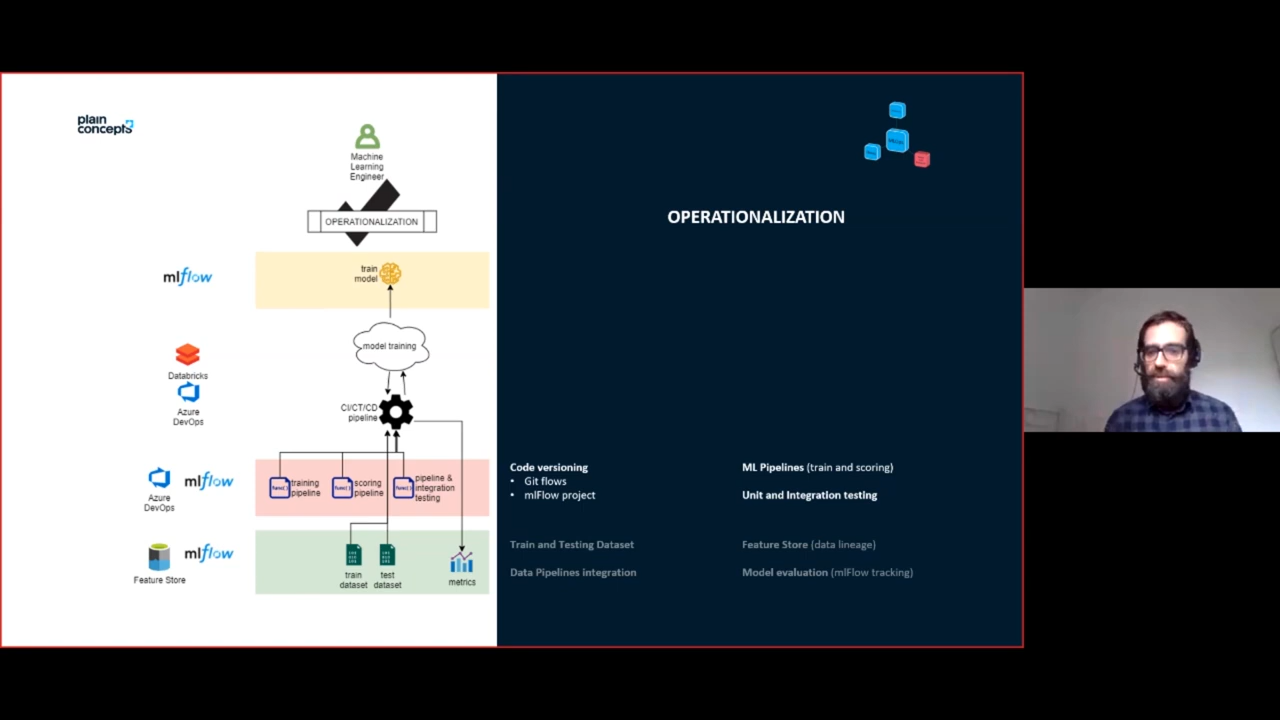 plain
concepts
Machine
Learning
Engineer
OPERATIONALIZATION
mlflow
train
model
model training
Databricks
Azure
DevOps
CI/CT/CD
pipeline
Azure
DevOps
mlflow
training
pipeline
scoring
pipeline
pipeline &
integration
testing
Feature Store
mlflow
train
dataset
test
dataset
metrics
OPERATIONALIZATION
Code versioning
• Git flows
• mlFlow project
ML Pipelines (train and scoring)
Unit and Integration testing
Train and Testing Dataset
Data Pipelines integration
Feature Store (data lineage)
Model evaluation (mlFlow tracking)